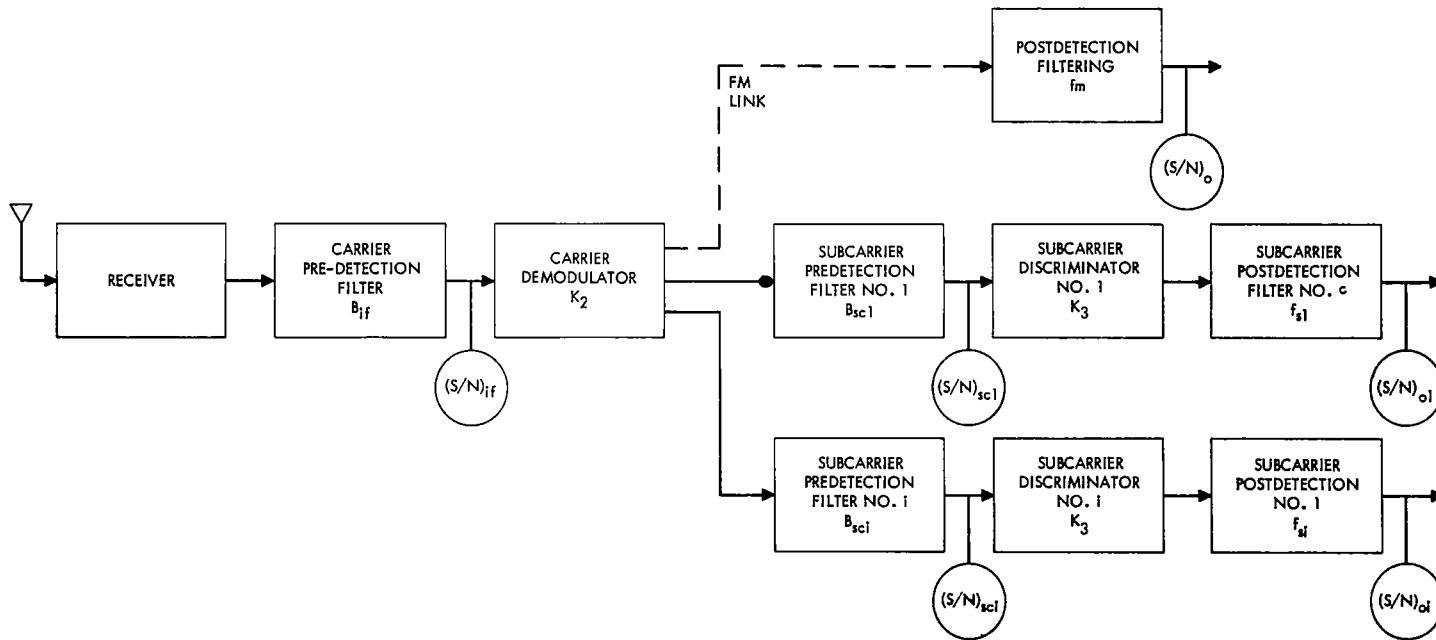 POSTDETECTION
FILTERING
fm
FM
LINK
(S/N)o
RECEIVER
CARRIER
PRE-DETECTION
FILTER
Bif
CARRIER
DEMODULATOR
K2
SUBCARRIER
PREDETECTION
FILTER NO. 1
Bsc1
SUBCARRIER
DISCRIMINATOR
NO. 1
K3
SUBCARRIER
POSTDETECTION
FILTER NO. c
fs1
(S/N)if
(S/N)sc1
(S/N)o1
SUBCARRIER
PREDETECTION
FILTER NO. i
Bsci
SUBCARRIER
DISCRIMINATOR
NO. i
K3
SUBCARRIER
POSTDETECTION
NO. 1
fsi
(S/N)sci
(S/N)oi